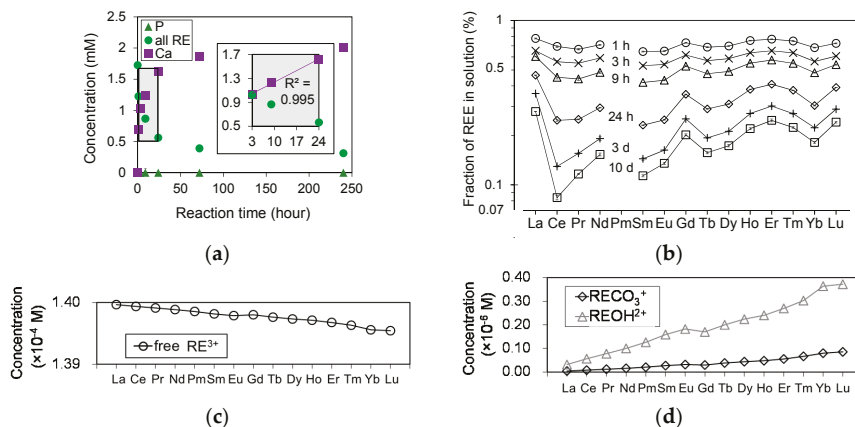 (a)
P
all RE
Ca
Concentration (mM)
2.5
2
1.5
1
0.5
0
1.7
1.3
0.9
0.5
R² =
0.995
3 10 17 24
0 50 100 150 200 250
Reaction time (hour)
(a)
Fraction of REE in solution (%)
1
0.5
0.1
0.07
1 h
3 h
9 h
24 h
3 d
10 d
La Ce Pr Nd Pm Sm Eu Gd Tb Dy Ho Er Tm Yb Lu
(b)
Concentration
(×10⁻⁴ M)
1.40
1.39
free RE³⁺
La Ce Pr Nd Pm Sm Eu Gd Tb Dy Ho Er Tm Yb Lu
(c)
Concentration
(×10⁻⁶ M)
0.40
0.30
0.20
0.10
0.00
RECO₃⁺
REOH²⁺
La Ce Pr Nd Pm Sm Eu Gd Tb Dy Ho Er Tm Yb Lu
(d)